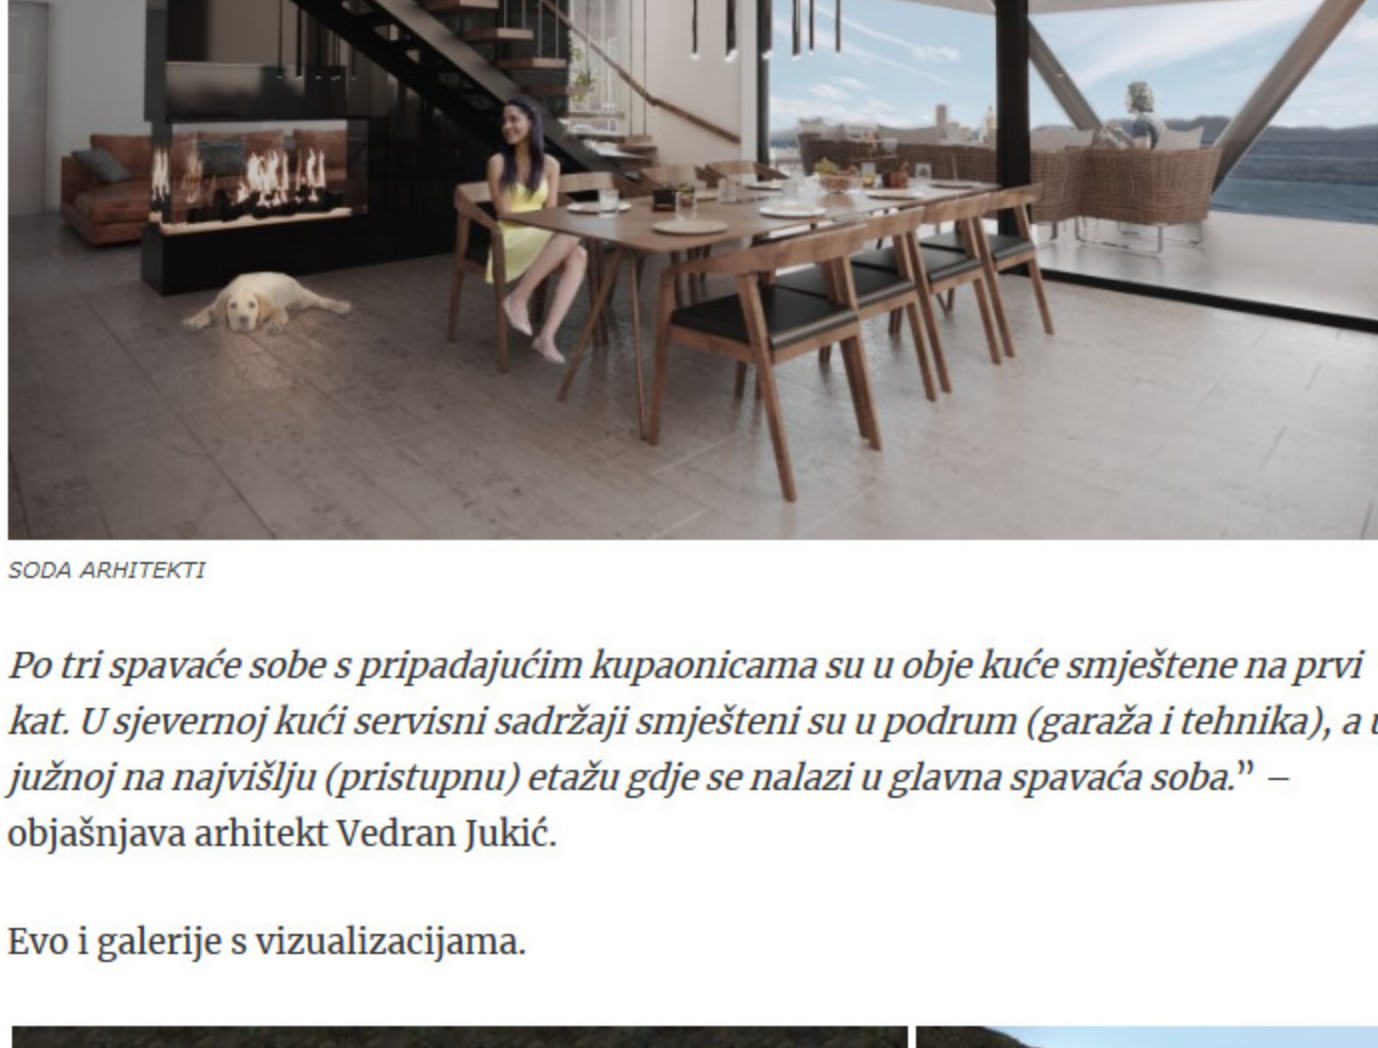 SODA ARHITEKTI
Po tri spavaće sobe s pripadajućim kupaonicama su u obje kuće smještene na prvi
kat. U sjevernoj kući servisni sadržaji smješteni su u podrum (garaža i tehnika), a u
južnoj na najvišlju (pristupnu) etažu gdje se nalazi u glavna spavaća soba.” –
objašnjava arhitekt Vedran Jukić.
Evo i galerije s vizualizacijama.